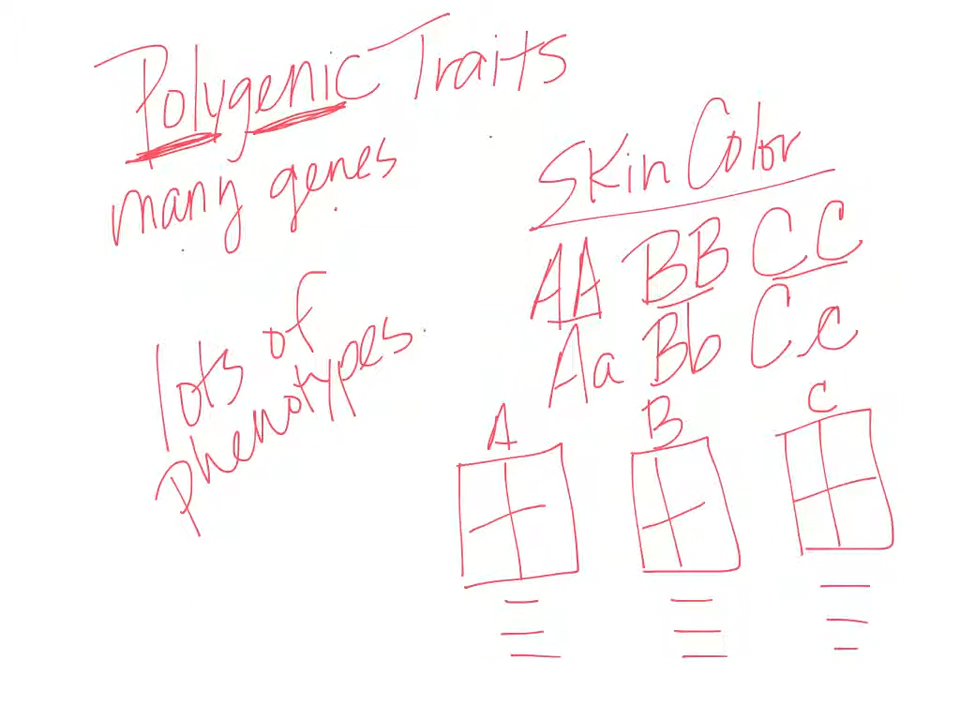 Polygenic Traits
many genes
lots of
phenotypes.
Skin Color
AA BB CC
Aa Bb Cc
A B C